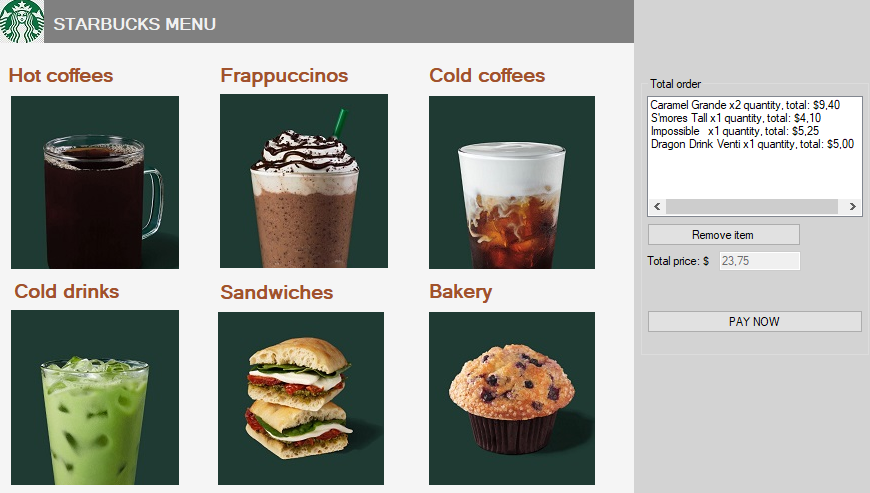 STARBUCKS MENU
Hot coffees
Frappuccinos
Cold coffees
Cold drinks
Sandwiches
Bakery
Total order
Caramel Grande x2 quantity, total: $9,40
S'mores Tall x1 quantity, total: $4,10
Impossible   x1 quantity, total: $5,25
Dragon Drink Venti x1 quantity, total: $5,00
Remove item
Total price: $ 23,75
PAY NOW